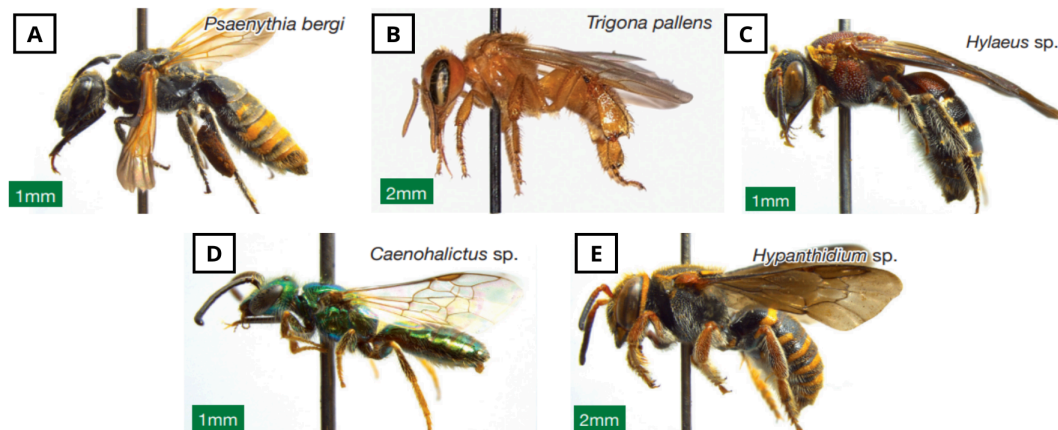 A
Psaenythia bergi
1mm
B
Trigona pallens
2mm
C
Hylaeus sp.
1mm
D
Caenohalictus sp.
1mm
E
Hypanthidium sp.
2mm